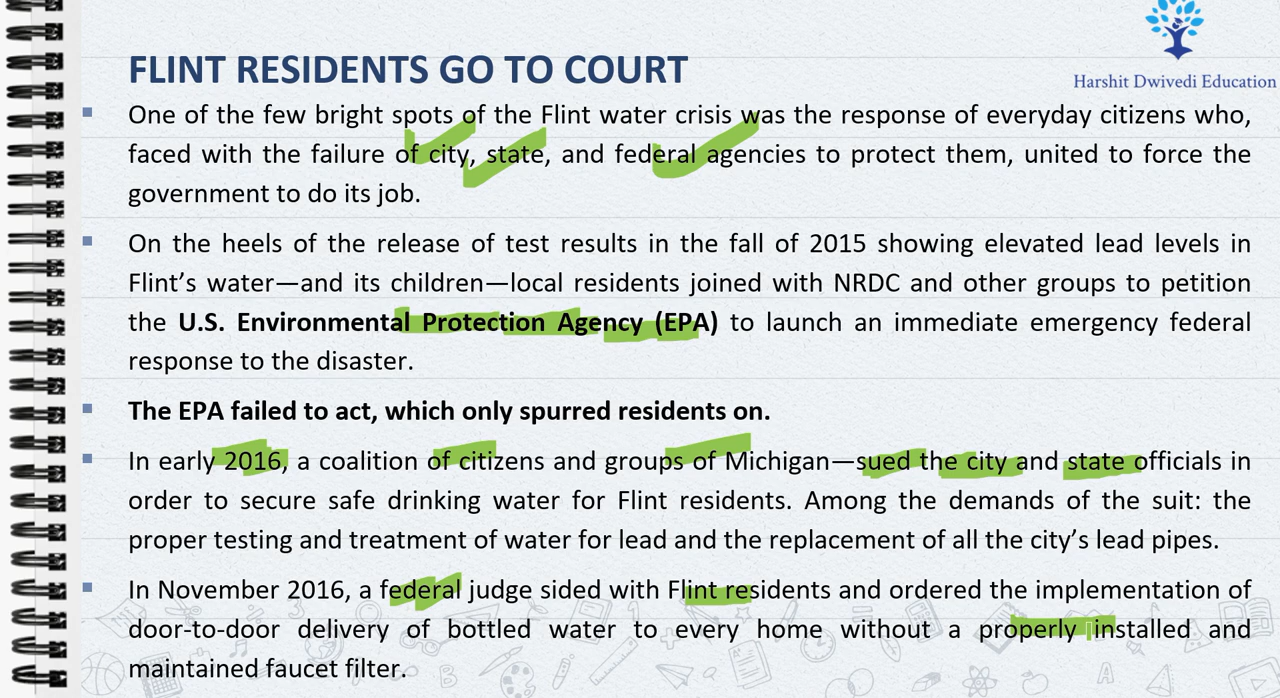 Harshit Dwivedi Education
FLINT RESIDENTS GO TO COURT
▪ One of the few bright spots of the Flint water crisis was the response of everyday citizens who,
faced with the failure of city, state, and federal agencies to protect them, united to force the
government to do its job.
▪ On the heels of the release of test results in the fall of 2015 showing elevated lead levels in
Flint’s water—and its children—local residents joined with NRDC and other groups to petition
the U.S. Environmental Protection Agency (EPA) to launch an immediate emergency federal
response to the disaster.
▪ The EPA failed to act, which only spurred residents on.
▪ In early 2016, a coalition of citizens and groups of Michigan—sued the city and state officials in
order to secure safe drinking water for Flint residents. Among the demands of the suit: the
proper testing and treatment of water for lead and the replacement of all the city’s lead pipes.
▪ In November 2016, a federal judge sided with Flint residents and ordered the implementation of
door-to-door delivery of bottled water to every home without a properly installed and
maintained faucet filter.